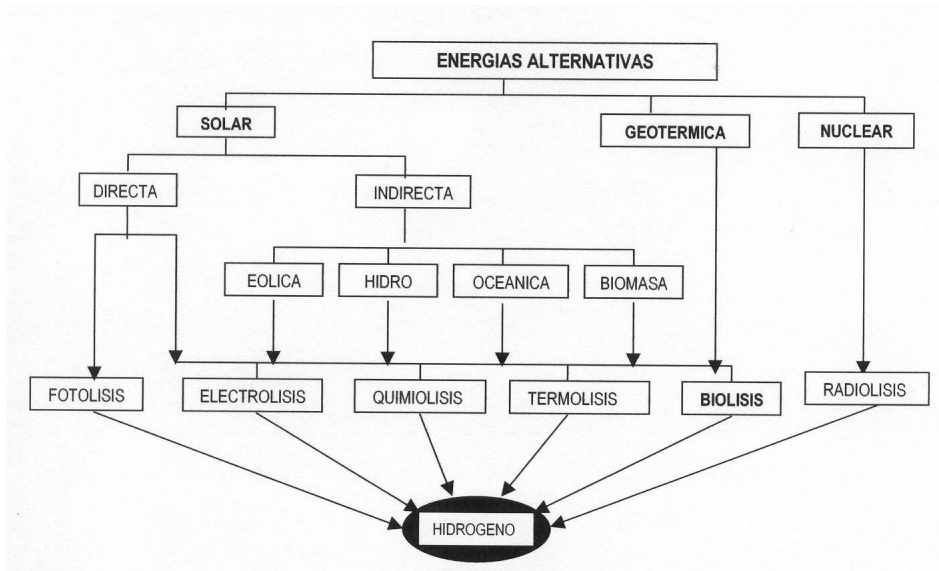 ENERGIAS ALTERNATIVAS
SOLAR
GEOTERMICA
NUCLEAR
DIRECTA
INDIRECTA
EOLICA
HIDRO
OCEANICA
BIOMASA
FOTOLISIS
ELECTROLISIS
QUIMIOLISIS
TERMOLISIS
BIOLISIS
RADIOLISIS
HIDROGENO